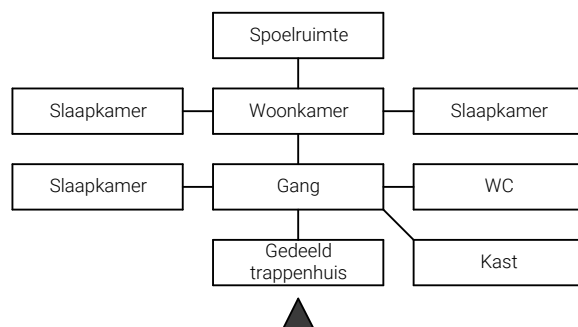 Spoelruimte
Slaapkamer
Woonkamer
Slaapkamer
Slaapkamer
Gang
WC
Gedeeld
trappenhuis
Kast